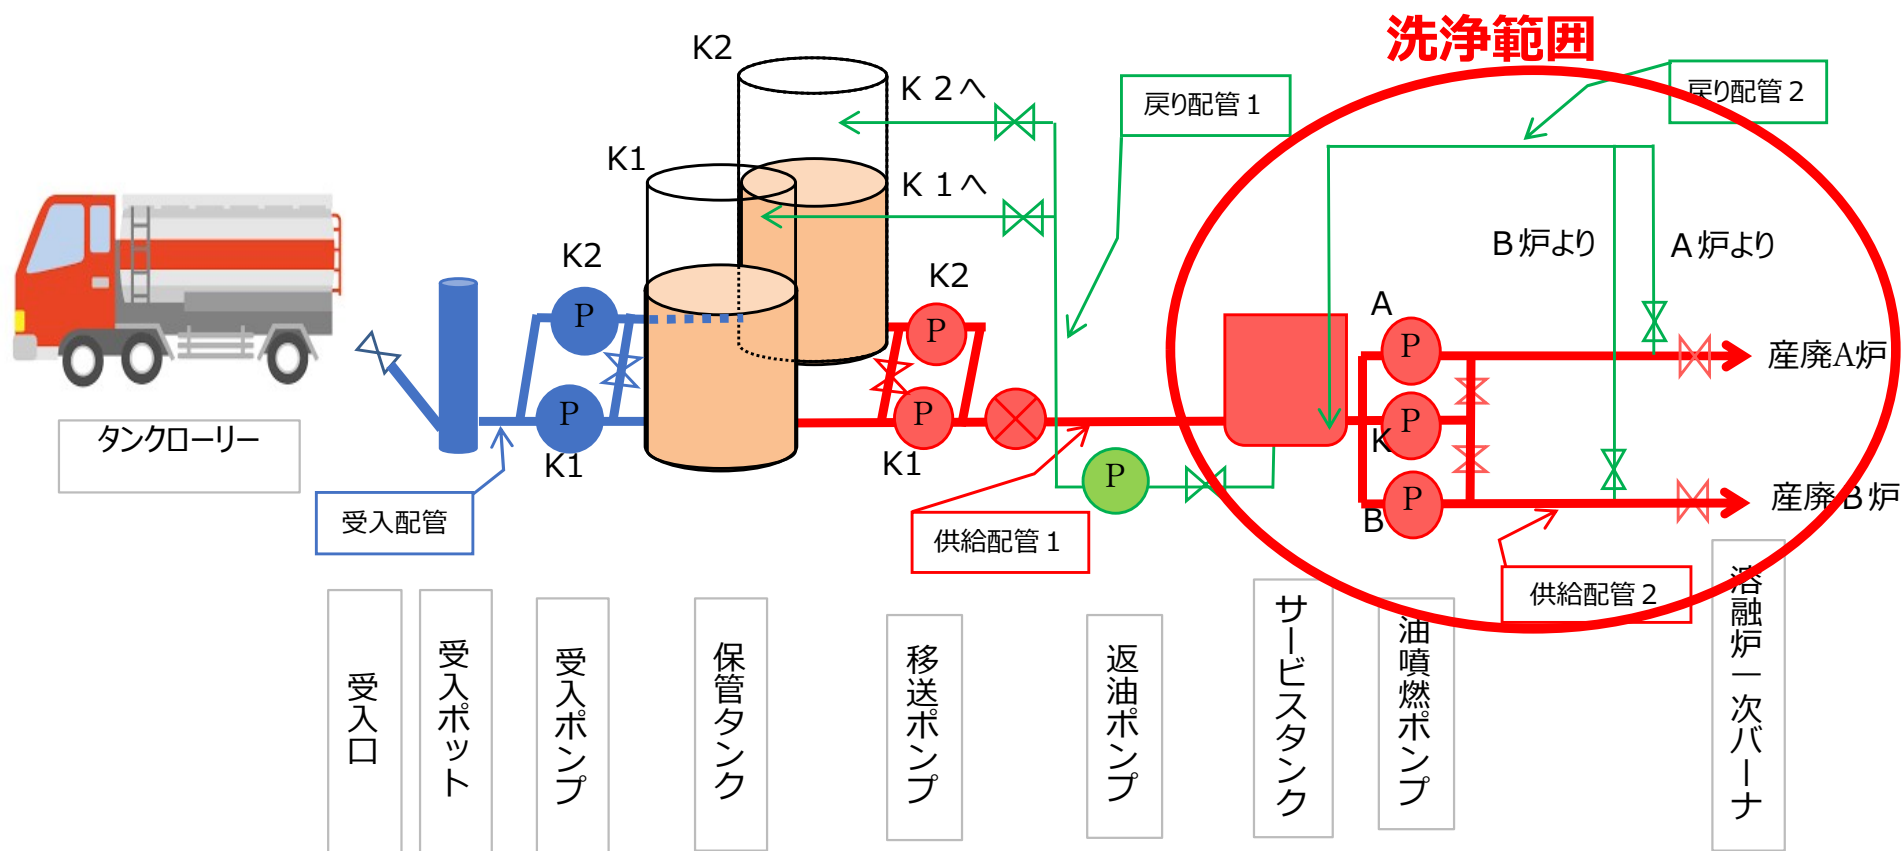 洗浄範囲
K2
K２へ
戻り配管１
戻り配管２
K1
K１へ
B炉より
A炉より
K2
K2
A
P
P
P
産廃A炉
タンクローリー
P
P
P
K
K1
K1
P
産廃B炉
受入配管
供給配管１
B
P
供給配管２
受入口
受入ポット
受入ポンプ
保管タンク
移送ポンプ
返油ポンプ
サービスタンク
油噴燃ポンプ
溶融炉一次バーナ